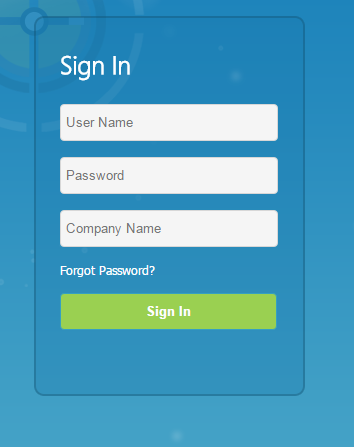 Sign In
User Name
Password
Company Name
Forgot Password?
Sign In